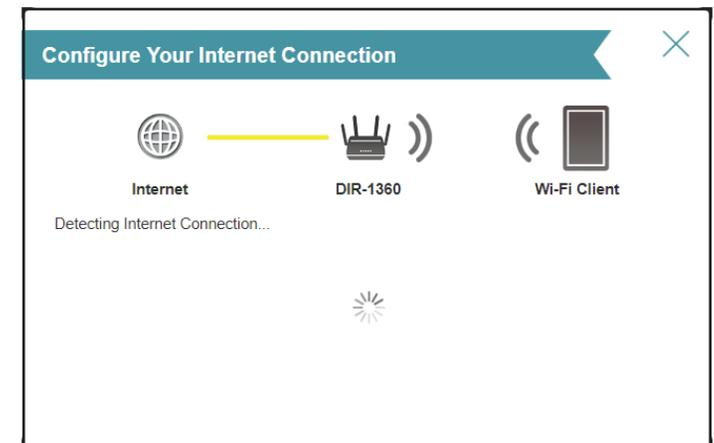 Configure Your Internet Connection
Internet
DIR-1360
Wi-Fi Client
Detecting Internet Connection...